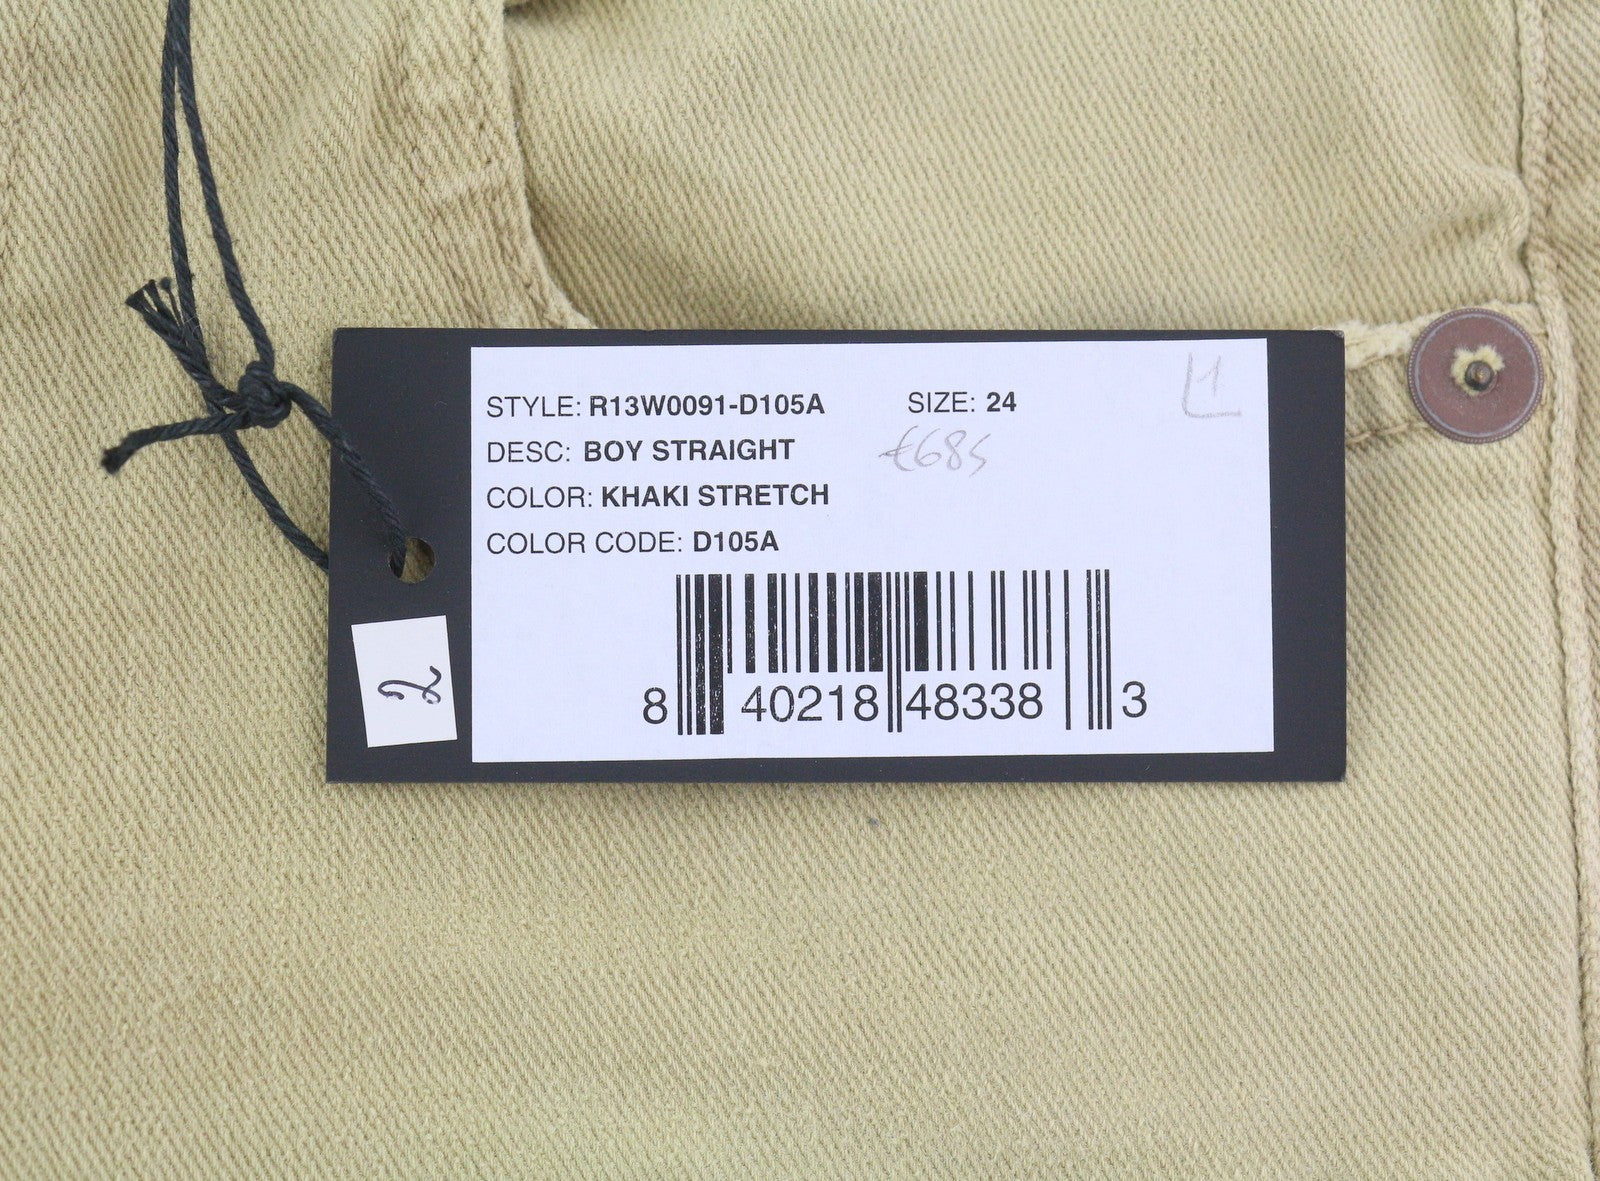 STYLE: R13W0091-D105A SIZE: 24
DESC: BOY STRAIGHT €685
COLOR: KHAKI STRETCH
COLOR CODE: D105A
8 40218 48338 3
2